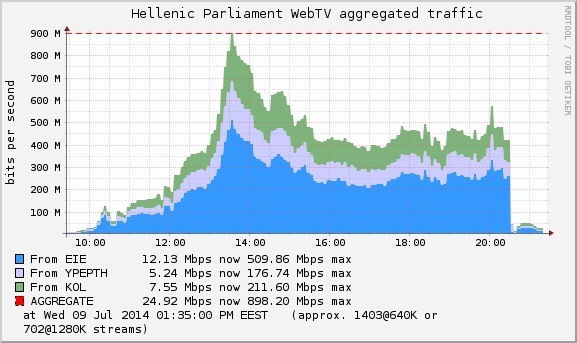 Hellenic Parliament WebTV aggregated traffic
RRDTOOL / TOBI OETIKER
bits per second
900 M
800 M
700 M
600 M
500 M
400 M
300 M
200 M
100 M
10:00 12:00 14:00 16:00 18:00 20:00
From EIE 12.13 Mbps now 509.86 Mbps max
From YPEPTH 5.24 Mbps now 176.74 Mbps max
From KOL 7.55 Mbps now 211.60 Mbps max
AGGREGATE 24.92 Mbps now 898.20 Mbps max
at Wed 09 Jul 2014 01:35:00 PM EEST (approx. 1403@640K or
702@1280K streams)